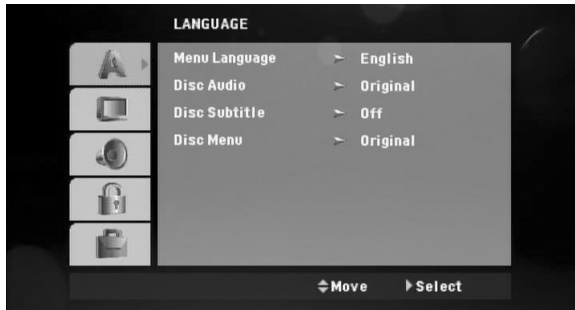 LANGUAGE
Menu Language ➢ English
Disc Audio ➢ Original
Disc Subtitle ➢ Off
Disc Menu ➢ Original
Move Select